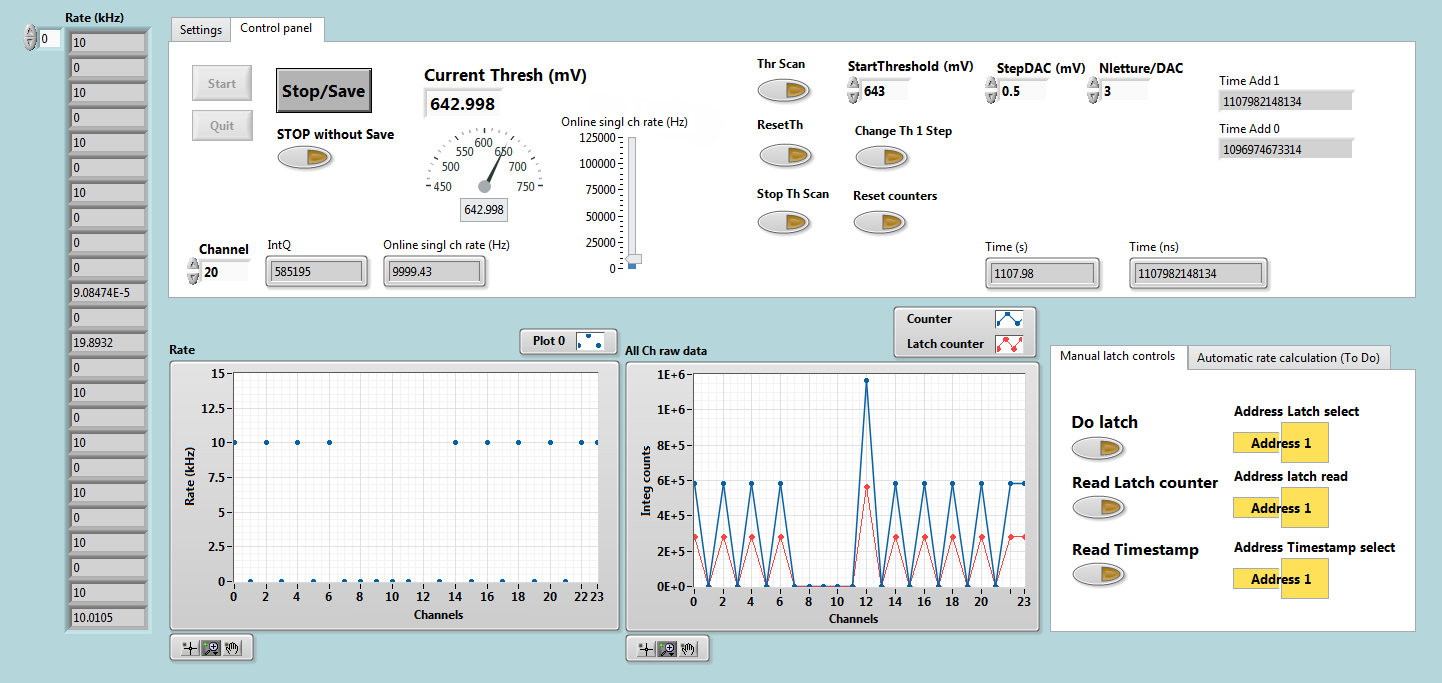 Rate (kHz)
0
10
0
10
0
10
0
10
0
0
0
9.08474E-5
0
19.8932
0
10
0
10
0
10
0
10
0
10
10.0105
Settings
Control panel
Start
Quit
Stop/Save
STOP without Save
Current Thresh (mV)
642.998
450
500
550
600
650
700
750
642.998
Online singl ch rate (Hz)
125000
100000
75000
50000
25000
0
Channel
20
IntQ
585195
Online singl ch rate (Hz)
9999.43
Thr Scan
ResetTh
Stop Th Scan
StartThreshold (mV)
643
StepDAC (mV)
0.5
Nletture/DAC
3
Change Th 1 Step
Reset counters
Time Add 1
1107982148134
Time Add 0
1096974673314
Time (s)
1107.98
Time (ns)
1107982148134
Rate
Plot 0
15
12.5
10
7.5
5
2.5
0
Rate (kHz)
0 2 4 6 8 10 12 14 16 18 20 22 23
Channels
All Ch raw data
Counter
Latch counter
1E+6
1E+6
8E+5
6E+5
4E+5
2E+5
0E+0
Integ counts
0 2 4 6 8 10 12 14 16 18 20 23
Channels
Manual latch controls
Automatic rate calculation (To Do)
Do latch
Read Latch counter
Read Timestamp
Address Latch select
Address 1
Address latch read
Address 1
Address Timestamp select
Address 1